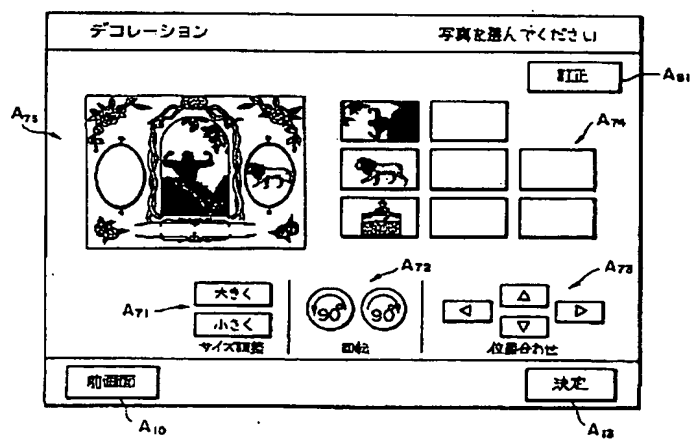 デコレーション 写真を選んでください
訂正 A81
A75
A74
A72
A73
A71
大きく
90 90
小さく
サイズ調整 回転 位置合わせ
前画面 決定
A10 A13